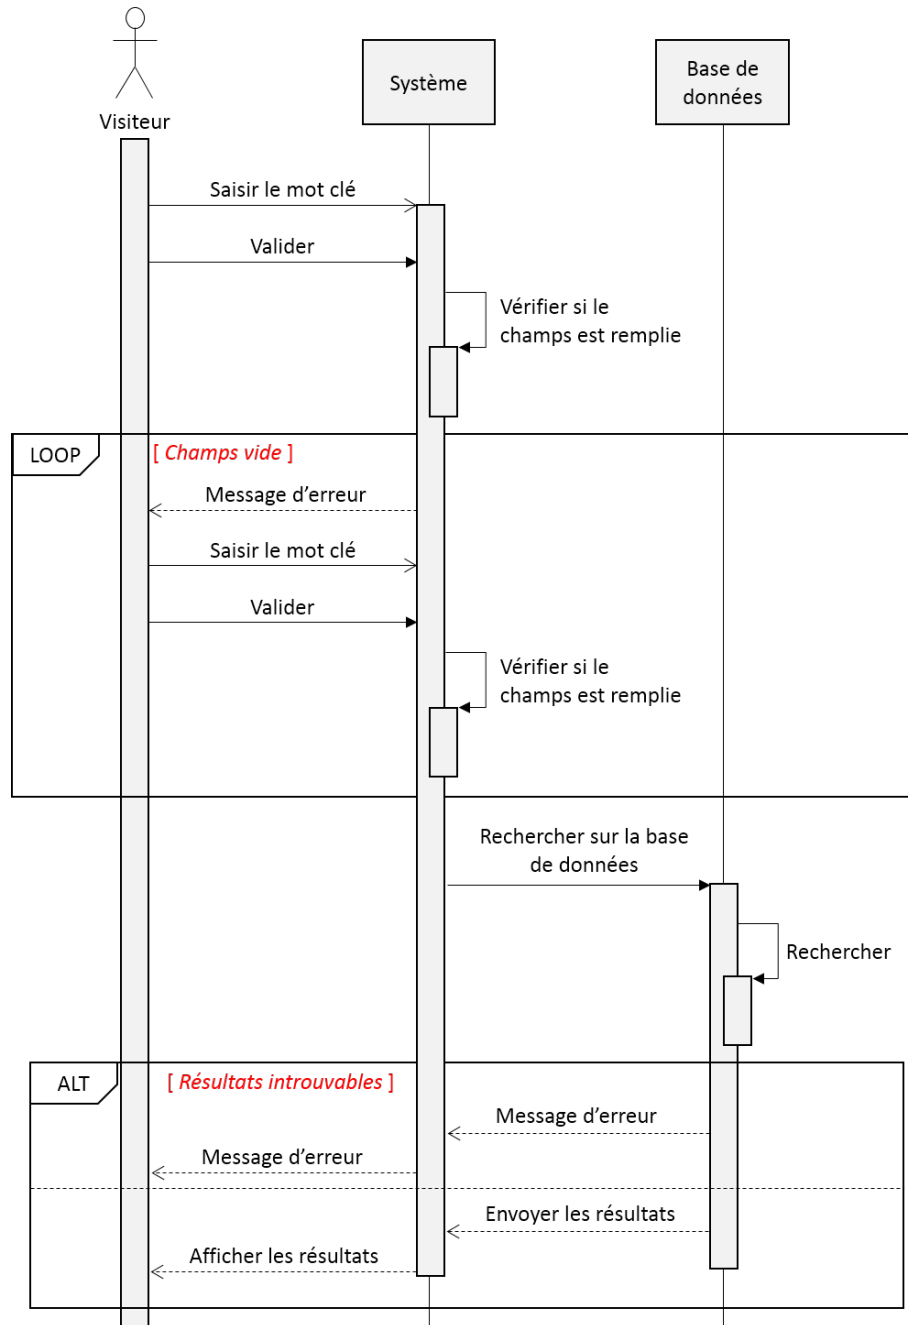 Visiteur
Système
Base de
données
Saisir le mot clé
Valider
Vérifier si le
champs est remplie
LOOP
[ Champs vide ]
Message d’erreur
Saisir le mot clé
Valider
Vérifier si le
champs est remplie
Rechercher sur la base
de données
Rechercher
ALT
[ Résultats introuvables ]
Message d’erreur
Message d’erreur
Envoyer les résultats
Afficher les résultats